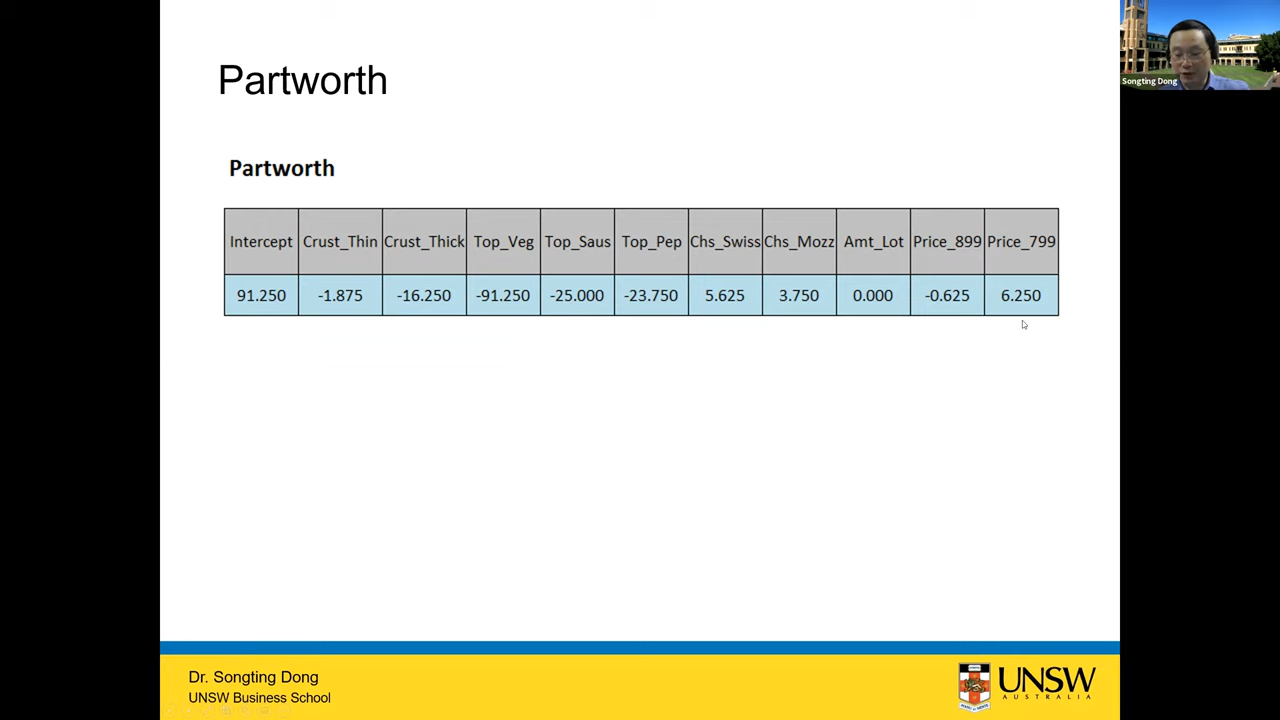 Songting Dong
Partworth
Partworth
Intercept Crust_Thin Crust_Thick Top_Veg Top_Saus Top_Pep Chs_Swiss Chs_Mozz Amt_Lot Price_899 Price_799
91.250 -1.875 -16.250 -91.250 -25.000 -23.750 5.625 3.750 0.000 -0.625 6.250
Dr. Songting Dong
UNSW Business School
UNSW
AUSTRALIA